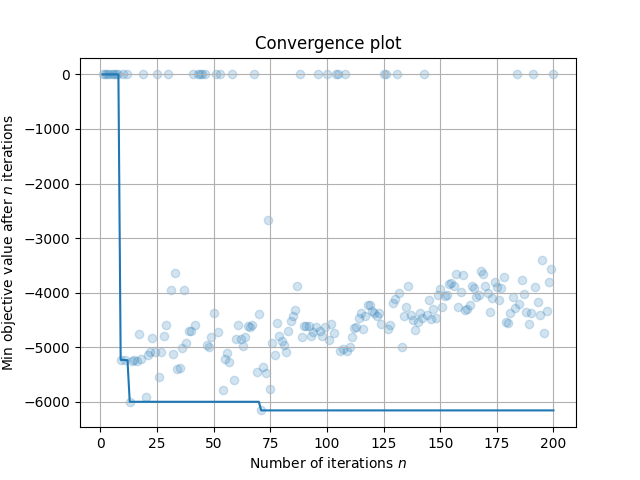 Convergence plot
Min objective value after n iterations
0
−1000
−2000
−3000
−4000
−5000
−6000
0 25 50 75 100 125 150 175 200
Number of iterations n